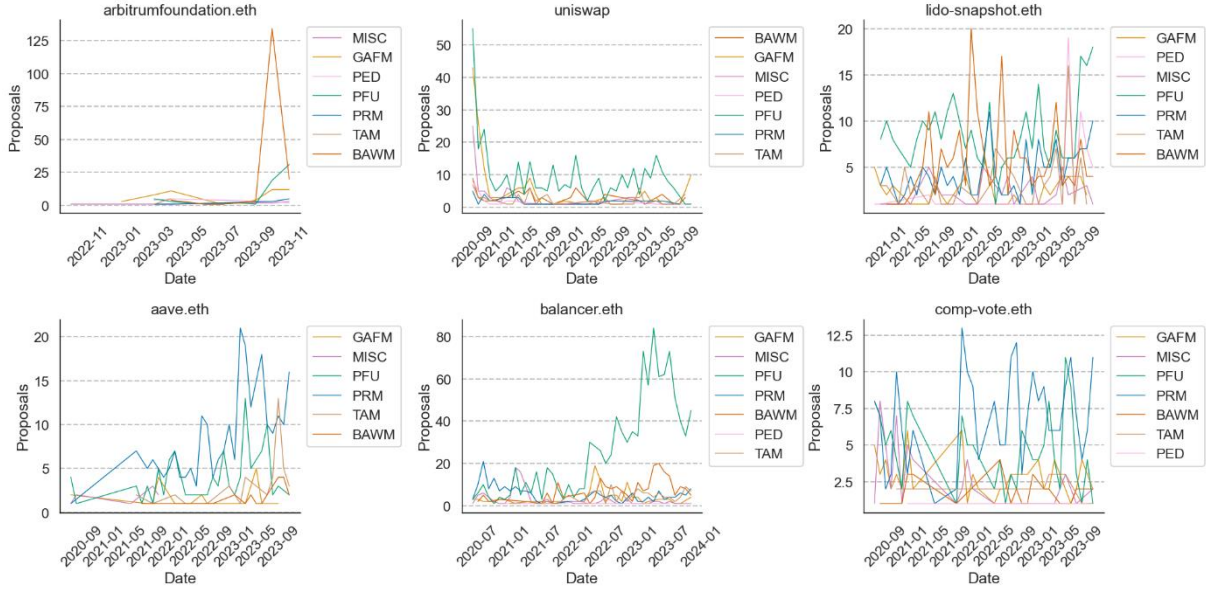 arbitrumfoundation.eth
Proposals
125
100
75
50
25
0
2022-11
2023-01
2023-03
2023-05
2023-07
2023-09
2023-11
Date
MISC
GAFM
PED
PFU
PRM
TAM
BAWM
uniswap
Proposals
50
40
30
20
10
0
2020-09
2021-01
2021-05
2021-09
2022-01
2022-05
2022-09
2023-01
2023-05
2023-09
Date
BAWM
GAFM
MISC
PED
PFU
PRM
TAM
lido-snapshot.eth
Proposals
20
15
10
5
2021-01
2021-05
2021-09
2022-01
2022-05
2022-09
2023-01
2023-05
2023-09
Date
GAFM
PED
MISC
PFU
PRM
TAM
BAWM
aave.eth
Proposals
20
15
10
5
0
2020-09
2021-01
2021-05
2021-09
2022-01
2022-05
2022-09
2023-01
2023-05
2023-09
Date
GAFM
MISC
PFU
PRM
TAM
BAWM
balancer.eth
Proposals
80
60
40
20
0
2020-07
2021-01
2021-07
2022-01
2022-07
2023-01
2023-07
2024-01
Date
GAFM
MISC
PFU
PRM
BAWM
PED
TAM
comp-vote.eth
Proposals
12.5
10.0
7.5
5.0
2.5
2020-09
2021-01
2021-05
2021-09
2022-01
2022-05
2022-09
2023-01
2023-05
2023-09
Date
GAFM
MISC
PFU
PRM
BAWM
TAM
PED